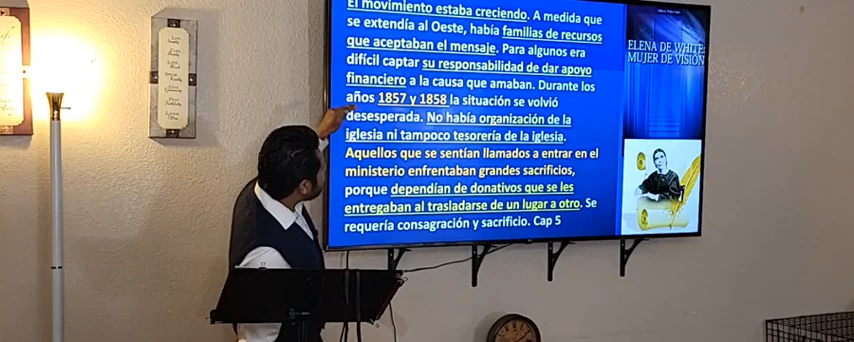 El movimiento estaba creciendo. A medida que
se extendía al Oeste, había familias de recursos
que aceptaban el mensaje. Para algunos era
difícil captar su responsabilidad de dar apoyo
financiero a la causa que amaban. Durante los
años 1857 y 1858 la situación se volvió
desesperada. No había organización de la
iglesia ni tampoco tesorería de la iglesia.
Aquellos que se sentían llamados a entrar en el
ministerio enfrentaban grandes sacrificios,
porque dependían de donativos que se les
entregaban al trasladarse de un lugar a otro. Se
requería consagración y sacrificio. Cap 5
ELENA DE WHITE:
MUJER DE VISIÓN